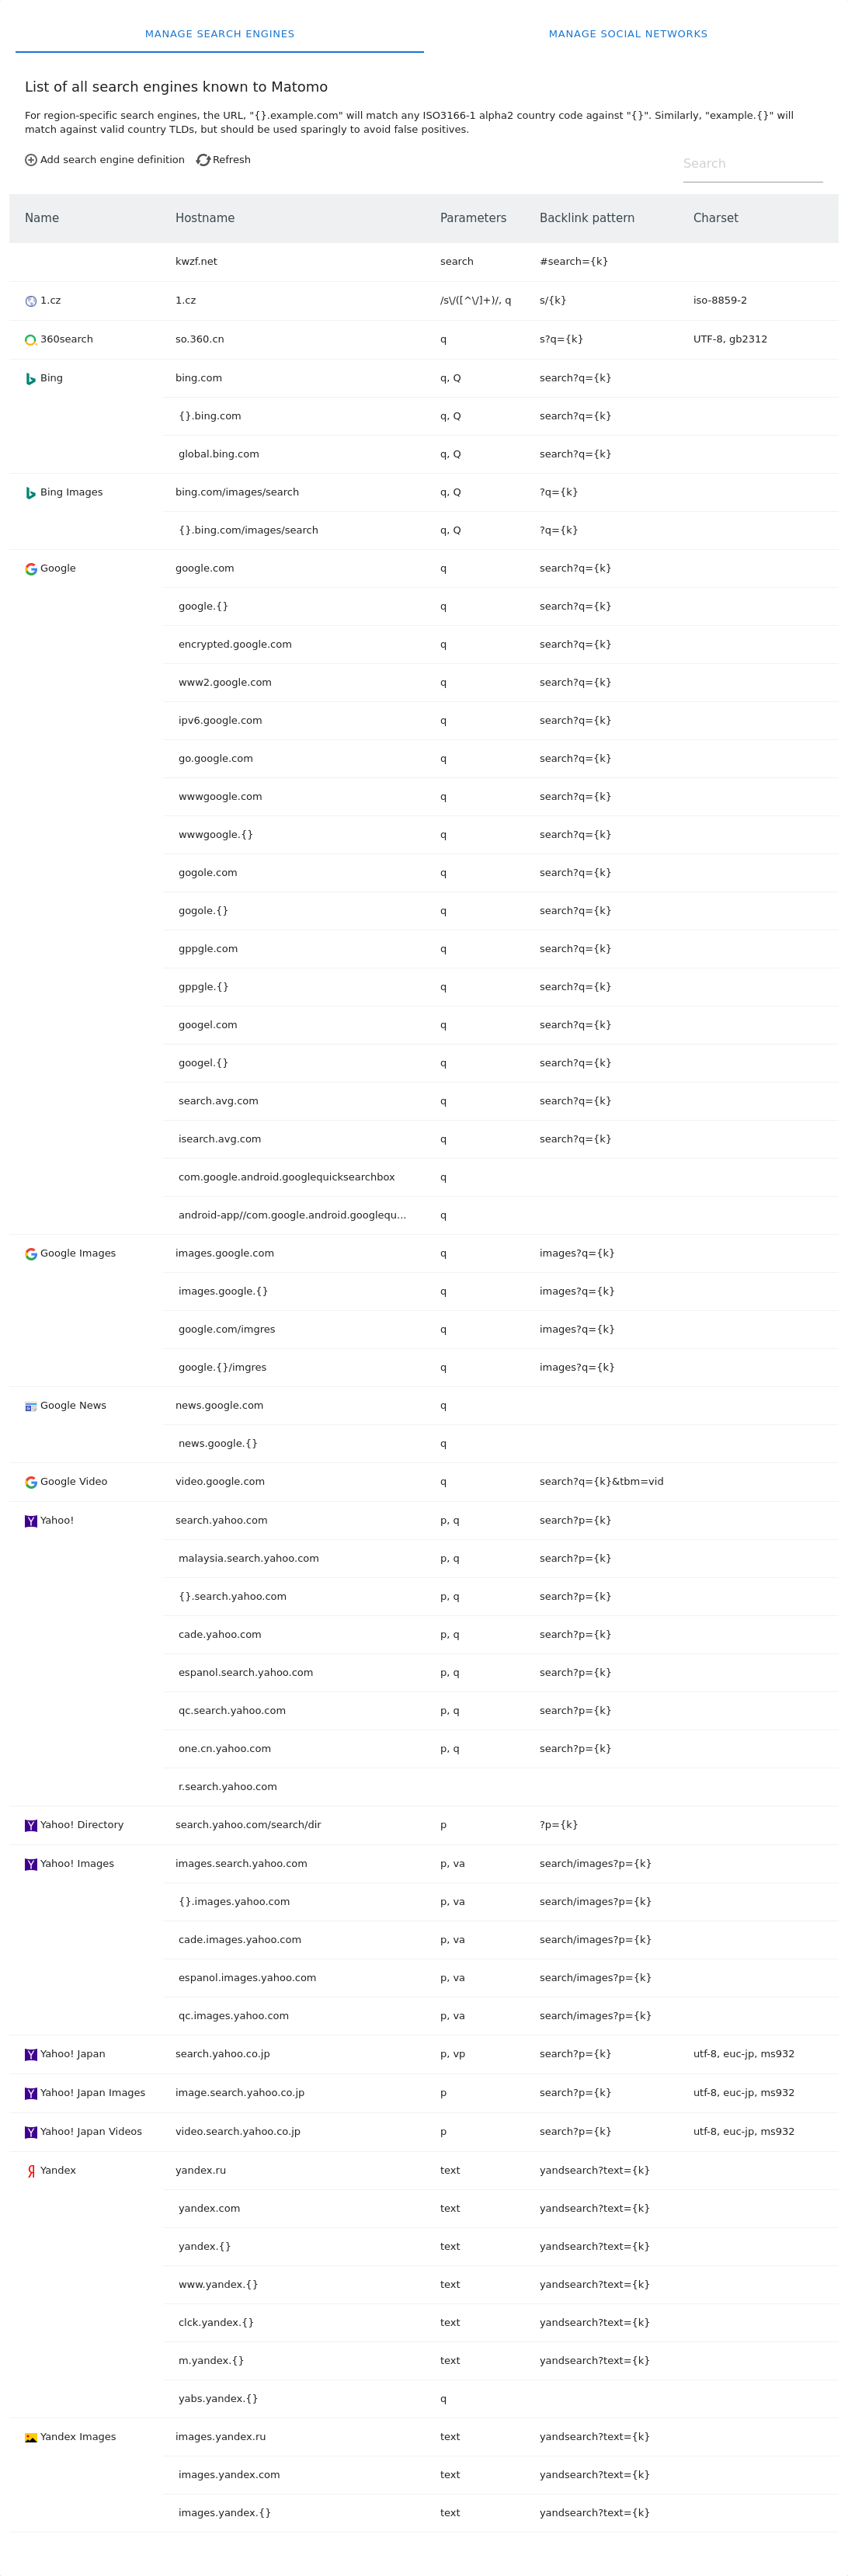 MANAGE SEARCH ENGINES MANAGE SOCIAL NETWORKS
List of all search engines known to Matomo
For region-specific search engines, the URL, "{}.example.com" will match any ISO3166-1 alpha2 country code against "{}". Similarly, "example.{}" will
match against valid country TLDs, but should be used sparingly to avoid false positives.
Add search engine definition Refresh Search
Name Hostname Parameters Backlink pattern Charset
kwzf.net search #search={k}
1.cz 1.cz /s\/([^\/]+)/, q s/{k} iso-8859-2
360search so.360.cn q s?q={k} UTF-8, gb2312
Bing bing.com q, Q search?q={k}
{}.bing.com q, Q search?q={k}
global.bing.com q, Q search?q={k}
Bing Images bing.com/images/search q, Q ?q={k}
{}.bing.com/images/search q, Q ?q={k}
Google google.com q search?q={k}
google.{} q search?q={k}
encrypted.google.com q search?q={k}
www2.google.com q search?q={k}
ipv6.google.com q search?q={k}
go.google.com q search?q={k}
wwwgoogle.com q search?q={k}
wwwgoogle.{} q search?q={k}
gogole.com q search?q={k}
gogole.{} q search?q={k}
gppgle.com q search?q={k}
gppgle.{} q search?q={k}
googel.com q search?q={k}
googel.{} q search?q={k}
search.avg.com q search?q={k}
isearch.avg.com q search?q={k}
com.google.android.googlequicksearchbox q
android-app//com.google.android.googlequ... q
Google Images images.google.com q images?q={k}
images.google.{} q images?q={k}
google.com/imgres q images?q={k}
google.{}/imgres q images?q={k}
Google News news.google.com q
news.google.{} q
Google Video video.google.com q search?q={k}&tbm=vid
Yahoo! search.yahoo.com p, q search?p={k}
malaysia.search.yahoo.com p, q search?p={k}
{}.search.yahoo.com p, q search?p={k}
cade.yahoo.com p, q search?p={k}
espanol.search.yahoo.com p, q search?p={k}
qc.search.yahoo.com p, q search?p={k}
one.cn.yahoo.com p, q search?p={k}
r.search.yahoo.com
Yahoo! Directory search.yahoo.com/search/dir p ?p={k}
Yahoo! Images images.search.yahoo.com p, va search/images?p={k}
{}.images.yahoo.com p, va search/images?p={k}
cade.images.yahoo.com p, va search/images?p={k}
espanol.images.yahoo.com p, va search/images?p={k}
qc.images.yahoo.com p, va search/images?p={k}
Yahoo! Japan search.yahoo.co.jp p, vp search?p={k} utf-8, euc-jp, ms932
Yahoo! Japan Images image.search.yahoo.co.jp p search?p={k} utf-8, euc-jp, ms932
Yahoo! Japan Videos video.search.yahoo.co.jp p search?p={k} utf-8, euc-jp, ms932
Yandex yandex.ru text yandsearch?text={k}
yandex.com text yandsearch?text={k}
yandex.{} text yandsearch?text={k}
www.yandex.{} text yandsearch?text={k}
clck.yandex.{} text yandsearch?text={k}
m.yandex.{} text yandsearch?text={k}
yabs.yandex.{} q
Yandex Images images.yandex.ru text yandsearch?text={k}
images.yandex.com text yandsearch?text={k}
images.yandex.{} text yandsearch?text={k}